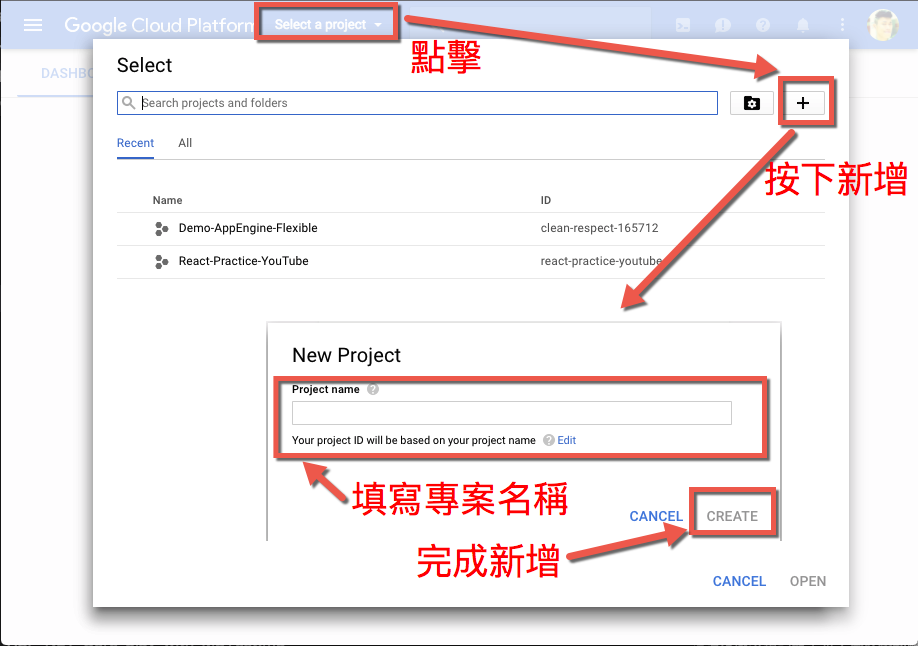 Google Cloud Platform
Select a project
點擊
DASHBO
Select
Search projects and folders
+
按下新增
Recent
All
Name
ID
Demo-AppEngine-Flexible
clean-respect-165712
React-Practice-YouTube
react-practice-youtube
New Project
Project name
Your project ID will be based on your project name
Edit
填寫專案名稱
CANCEL
CREATE
完成新增
CANCEL
OPEN